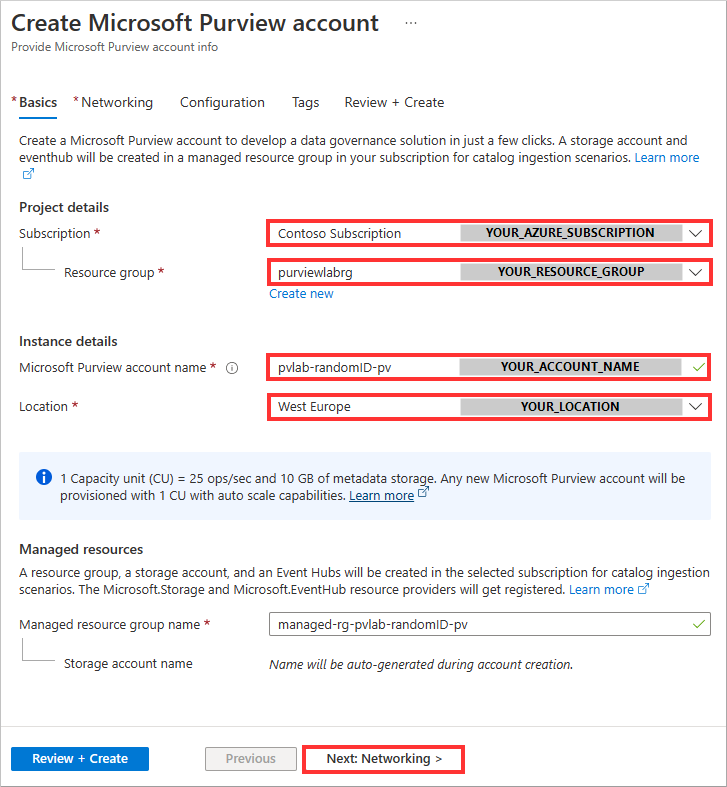 Create Microsoft Purview account ...
Provide Microsoft Purview account info
* Basics * Networking Configuration Tags Review + Create
Create a Microsoft Purview account to develop a data governance solution in just a few clicks. A storage account and
eventhub will be created in a managed resource group in your subscription for catalog ingestion scenarios. Learn more
Project details
Subscription * Contoso Subscription YOUR_AZURE_SUBSCRIPTION
Resource group * purviewlabrg YOUR_RESOURCE_GROUP
Create new
Instance details
Microsoft Purview account name * pvlab-randomID-pv YOUR_ACCOUNT_NAME
Location * West Europe YOUR_LOCATION
1 Capacity unit (CU) = 25 ops/sec and 10 GB of metadata storage. Any new Microsoft Purview account will be
provisioned with 1 CU with auto scale capabilities. Learn more
Managed resources
A resource group, a storage account, and an Event Hubs will be created in the selected subscription for catalog ingestion
scenarios. The Microsoft.Storage and Microsoft.EventHub resource providers will get registered. Learn more
Managed resource group name * managed-rg-pvlab-randomID-pv
Storage account name Name will be auto-generated during account creation.
Review + Create Previous Next: Networking >